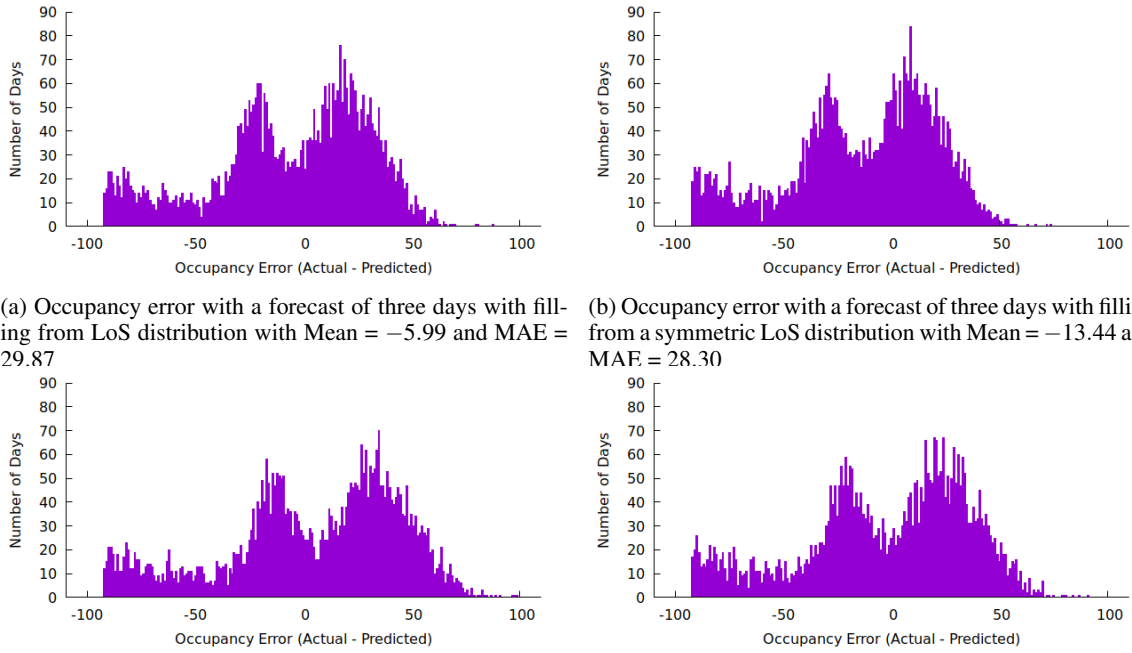 90
80
70
60
50
40
30
20
10
0
Number of Days
-100 -50 0 50 100
Occupancy Error (Actual - Predicted)
90
80
70
60
50
40
30
20
10
0
Number of Days
-100 -50 0 50 100
Occupancy Error (Actual - Predicted)
(a) Occupancy error with a forecast of three days with fill-
ing from LoS distribution with Mean = −5.99 and MAE =
29.87
(b) Occupancy error with a forecast of three days with filli
from a symmetric LoS distribution with Mean = −13.44 a
MAE = 28.30
90
80
70
60
50
40
30
20
10
0
Number of Days
-100 -50 0 50 100
Occupancy Error (Actual - Predicted)
90
80
70
60
50
40
30
20
10
0
Number of Days
-100 -50 0 50 100
Occupancy Error (Actual - Predicted)